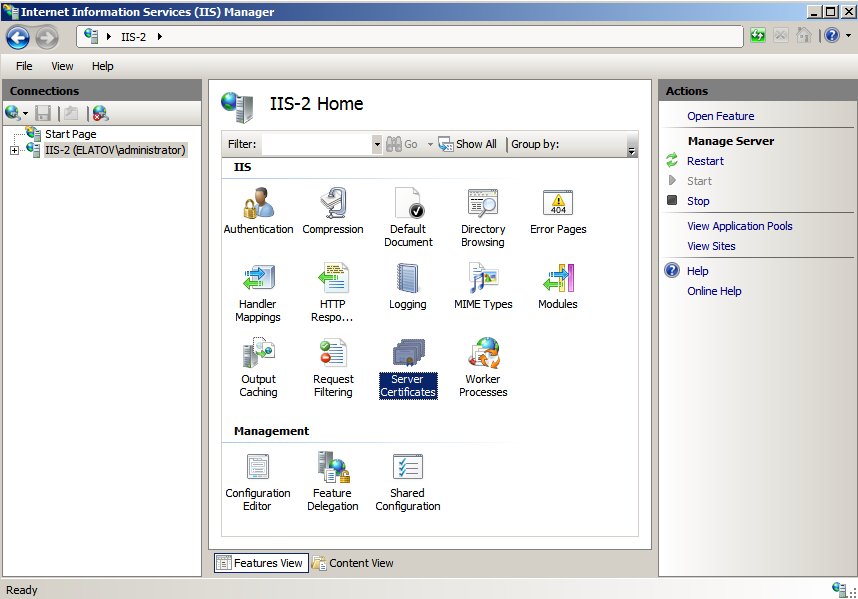 Internet Information Services (IIS) Manager
IIS-2
File View Help
Connections
Start Page
IIS-2 (ELATOV\administrator)
IIS-2 Home
Filter: Go Show All Group by:
IIS
Authentication
Compression
Default
Document
Directory
Browsing
404
Error Pages
Handler
Mappings
HTTP
Respo...
Logging
MIME Types
Modules
Output
Caching
Request
Filtering
Server
Certificates
Worker
Processes
Management
Configuration
Editor
Feature
Delegation
Shared
Configuration
Features View Content View
Actions
Open Feature
Manage Server
Restart
Start
Stop
View Application Pools
View Sites
Help
Online Help
Ready